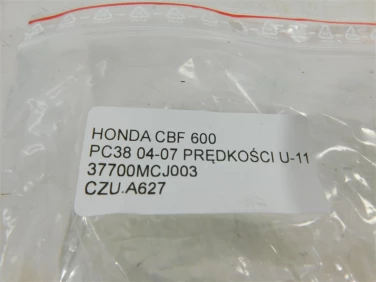 HONDA CBF 600
PC38 04-07 PRĘDKOŚCI U-11
37700MCJ003
CZU.A627